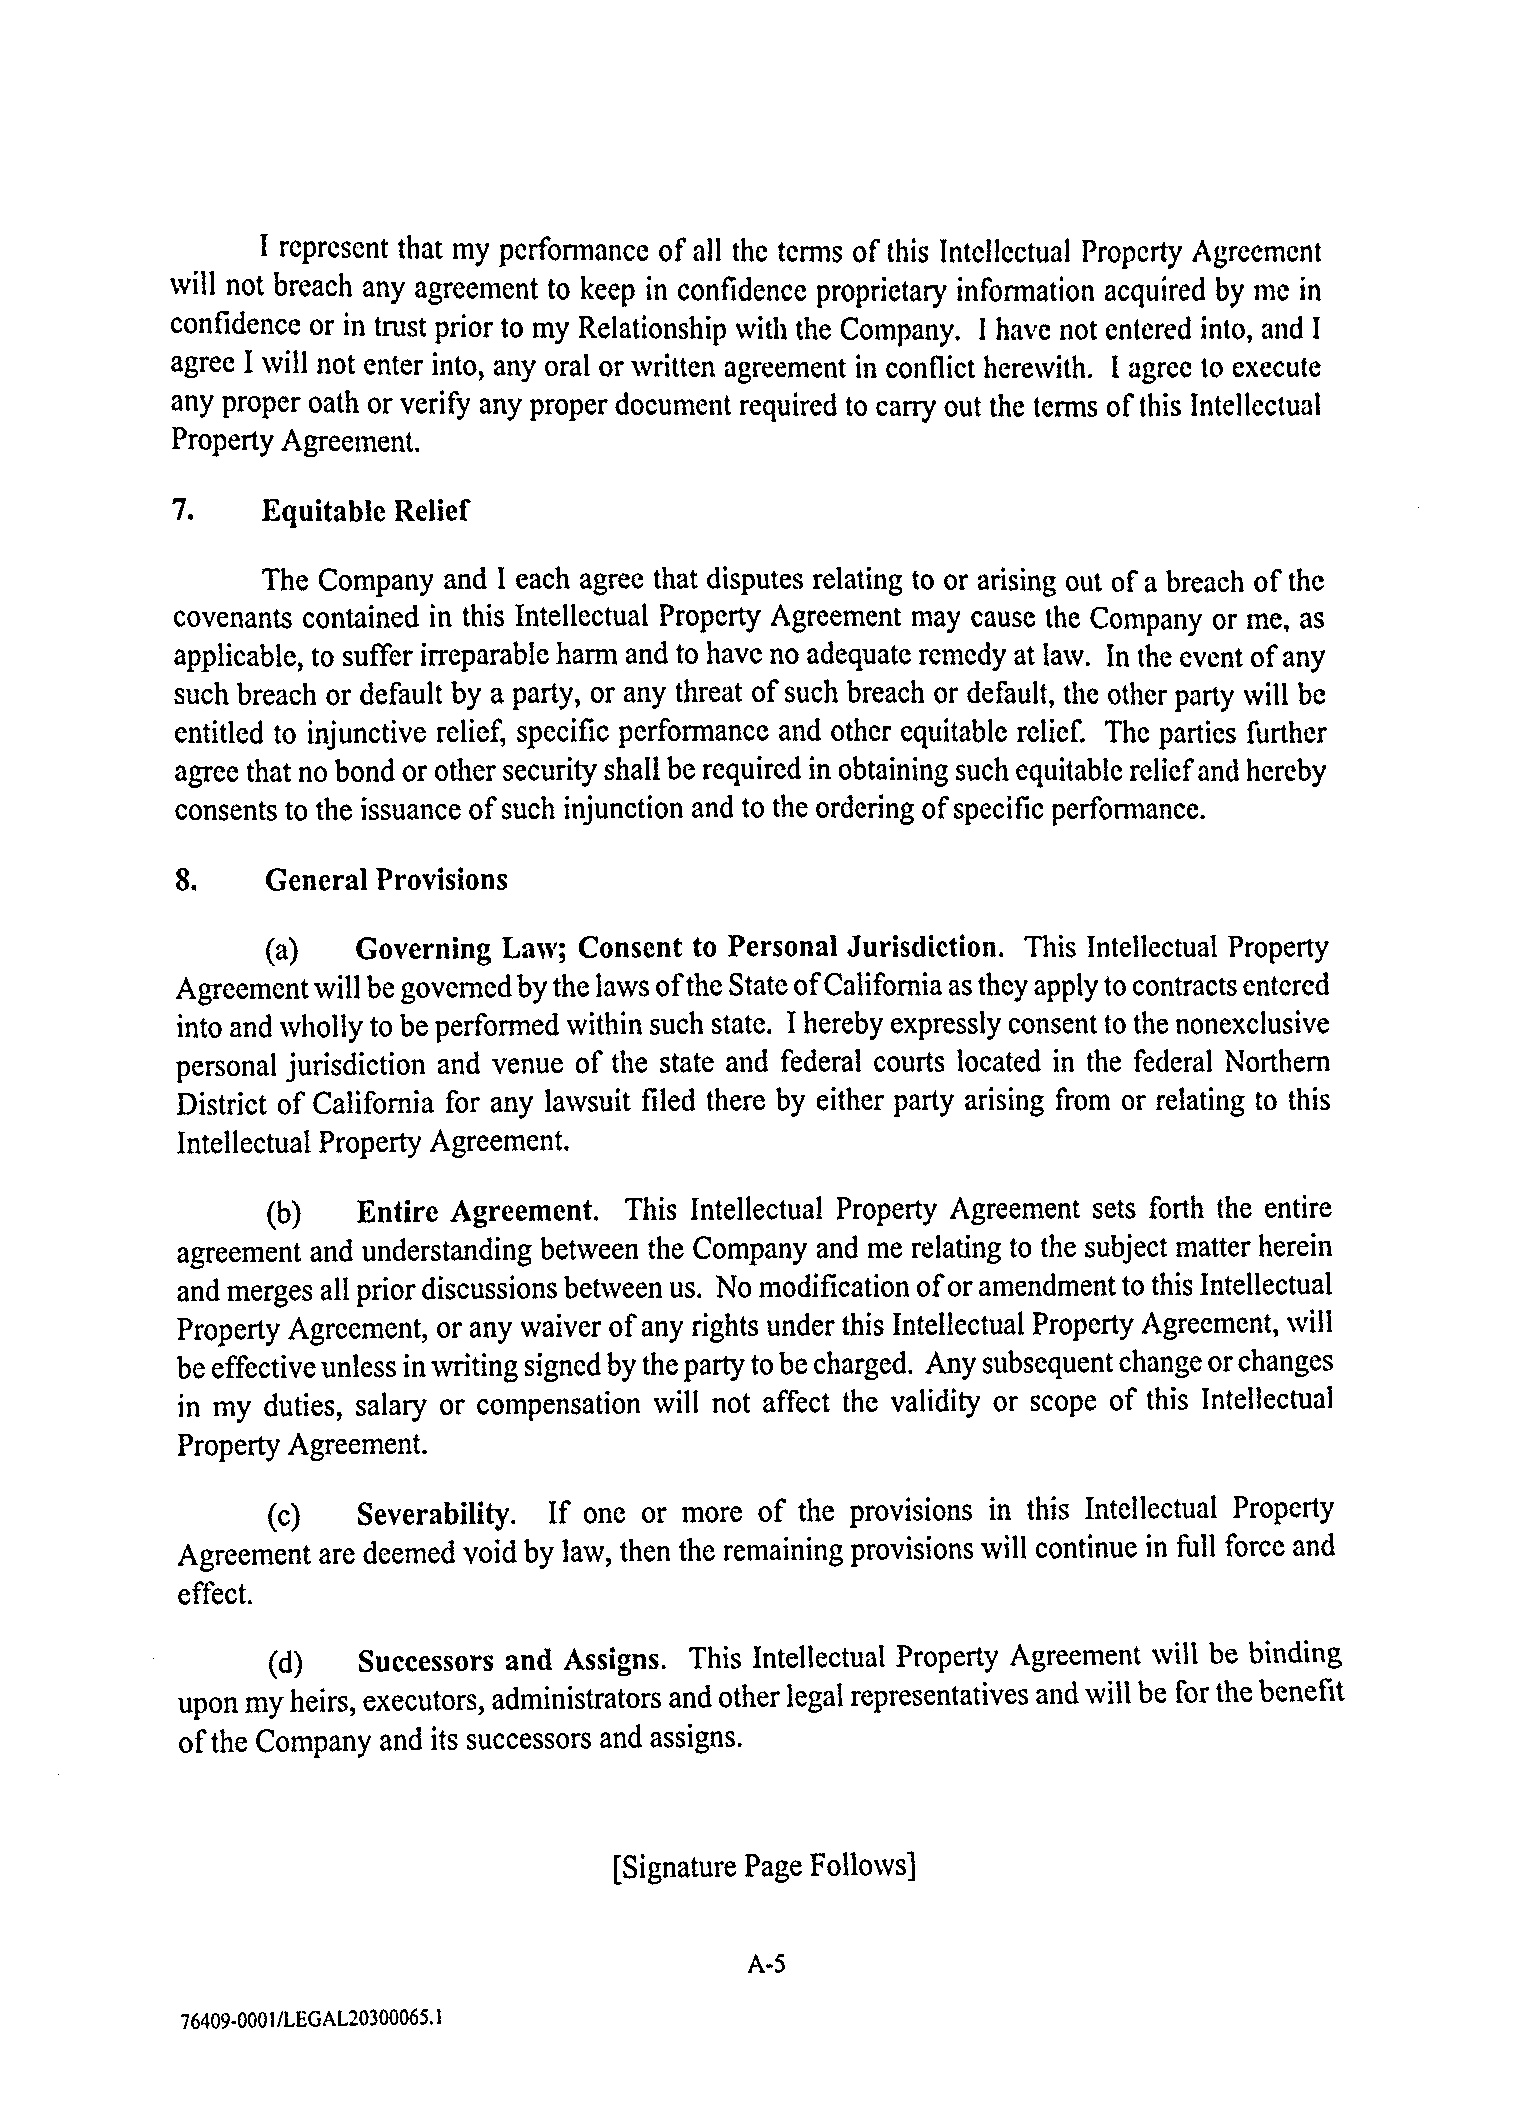 I represent that my performance of all the terms of this Intellectual Property Agreement
will not breach any agreement to keep in confidence proprietary information acquired by me in
confidence or in trust prior to my Relationship with the Company. I have not entered into, and I
agree I will not enter into, any oral or written agreement in conflict herewith. I agree to execute
any proper oath or verify any proper document required to carry out the terms of this Intellectual
Property Agreement.
7. Equitable Relief
The Company and I each agree that disputes relating to or arising out of a breach of the
covenants contained in this Intellectual Property Agreement may cause the Company or me, as
applicable, to suffer irreparable harm and to have no adequate remedy at law. In the event of any
such breach or default by a party, or any threat of such breach or default, the other party will be
entitled to injunctive relief, specific performance and other equitable relief. The parties further
agree that no bond or other security shall be required in obtaining such equitable relief and hereby
consents to the issuance of such injunction and to the ordering of specific performance.
8. General Provisions
(a) Governing Law; Consent to Personal Jurisdiction. This Intellectual Property
Agreement will be governed by the laws of the State of California as they apply to contracts entered
into and wholly to be performed within such state. I hereby expressly consent to the nonexclusive
personal jurisdiction and venue of the state and federal courts located in the federal Northern
District of California for any lawsuit filed there by either party arising from or relating to this
Intellectual Property Agreement.
(b) Entire Agreement. This Intellectual Property Agreement sets forth the entire
agreement and understanding between the Company and me relating to the subject matter herein
and merges all prior discussions between us. No modification of or amendment to this Intellectual
Property Agreement, or any waiver of any rights under this Intellectual Property Agreement, will
be effective unless in writing signed by the party to be charged. Any subsequent change or changes
in my duties, salary or compensation will not affect the validity or scope of this Intellectual
Property Agreement.
(c) Severability. If one or more of the provisions in this Intellectual Property
Agreement are deemed void by law, then the remaining provisions will continue in full force and
effect.
(d) Successors and Assigns. This Intellectual Property Agreement will be binding
upon my heirs, executors, administrators and other legal representatives and will be for the benefit
of the Company and its successors and assigns.
[Signature Page Follows]
A-5
76409-0001/LEGAL20300065.1